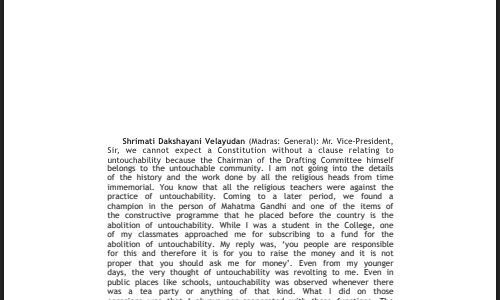 Shrimati Dakshayani Velayudan (Madras: General): Mr. Vice-President,
Sir, we cannot expect a Constitution without a clause relating to
untouchability because the Chairman of the Drafting Committee himself
belongs to the untouchable community. I am not going into the details
of the history and the work done by all the religious heads from time
immemorial. You know that all the religious teachers were against the
practice of untouchability. Coming to a later period, we found a
champion in the person of Mahatma Gandhi and one of the items of
the constructive programme that he placed before the country is the
abolition of untouchability. While I was a student in the College, one
of my classmates approached me for subscribing to a fund for the
abolition of untouchability. My reply was, ‘you people are responsible
for this and therefore it is for you to raise the money and it is not
proper that you should ask me for money’. Even from my younger
days, the very thought of untouchability was revolting to me. Even in
public places like schools, untouchability was observed whenever there
was a tea party or anything of that kind. What I did on those